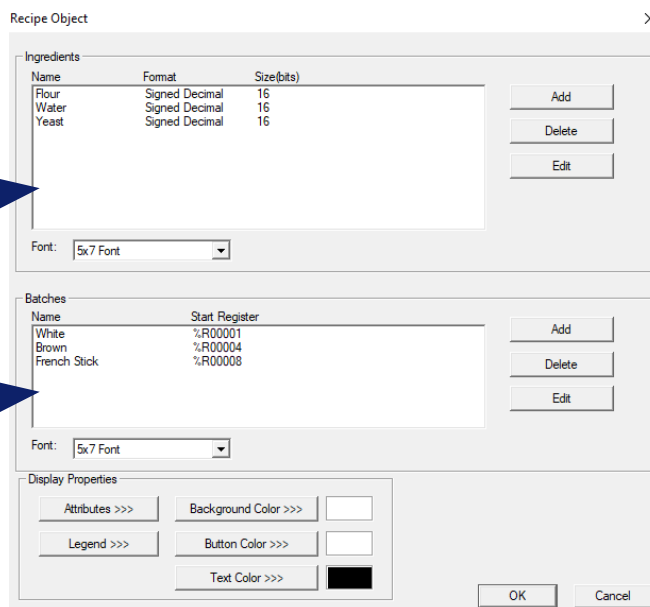 Recipe Object
Ingredients
Name Format Size(bits)
Flour Signed Decimal 16
Water Signed Decimal 16
Yeast Signed Decimal 16
Add
Delete
Edit
Font: 5x7 Font
Batches
Name Start Register
White %R00001
Brown %R00004
French Stick %R00008
Add
Delete
Edit
Font: 5x7 Font
Display Properties
Attributes >>> Background Color >>>
Legend >>> Button Color >>>
Text Color >>>
OK Cancel